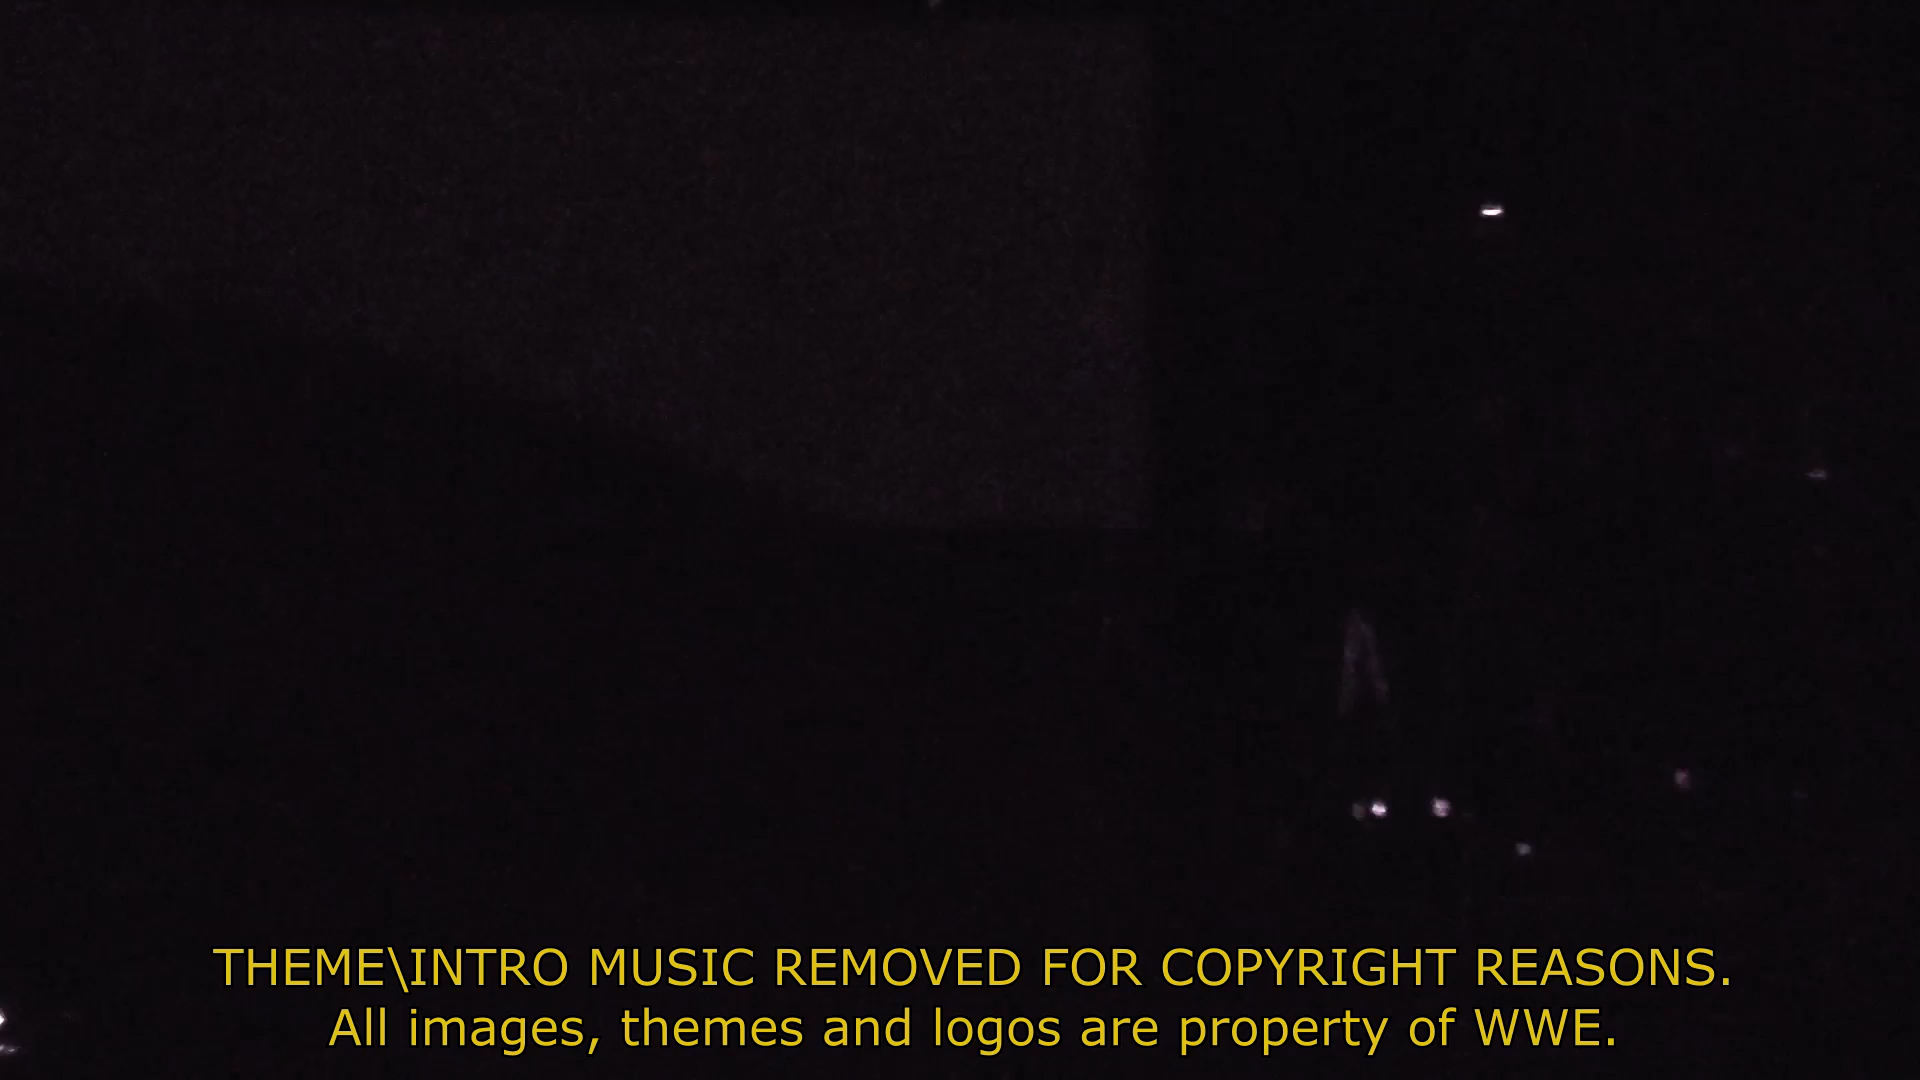 THEME\INTRO MUSIC REMOVED FOR COPYRIGHT REASONS.
All images, themes and logos are property of WWE.